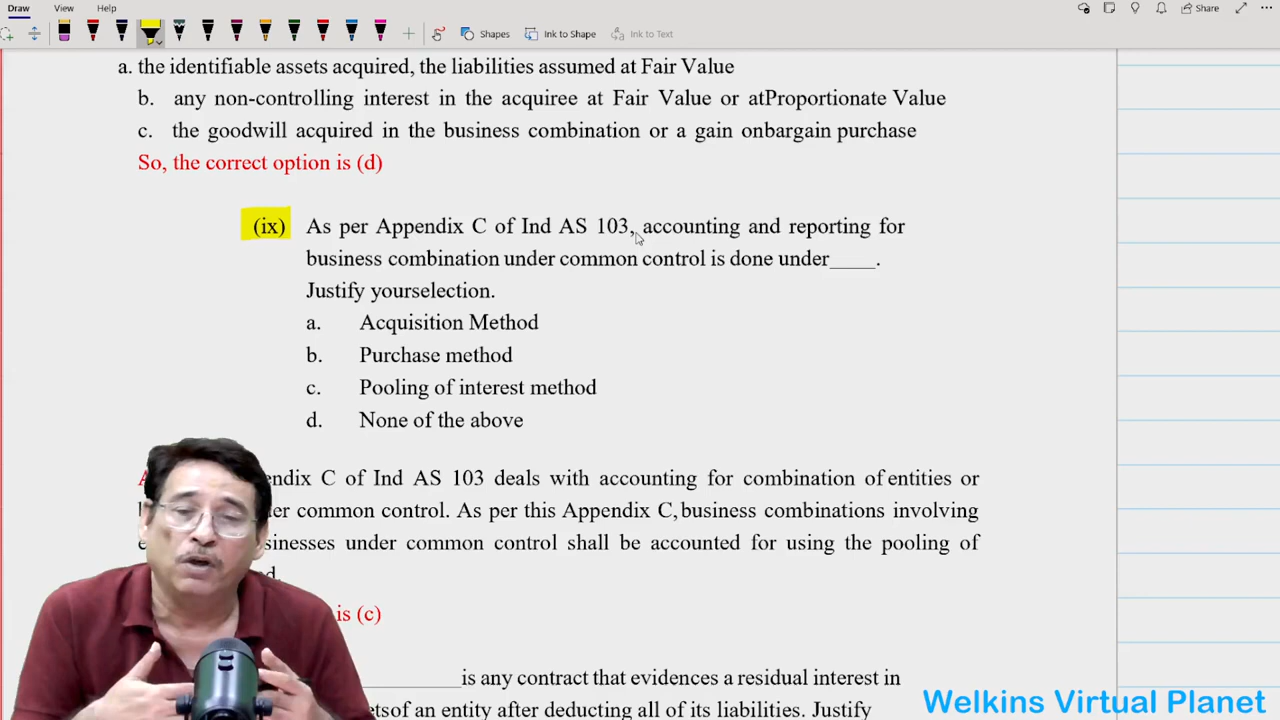 Draw View Help
Share
Shapes Ink to Shape Ink to Text
a. the identifiable assets acquired, the liabilities assumed at Fair Value
b. any non-controlling interest in the acquiree at Fair Value or atProportionate Value
c. the goodwill acquired in the business combination or a gain onbargain purchase
So, the correct option is (d)
(ix) As per Appendix C of Ind AS 103, accounting and reporting for
business combination under common control is done under____.
Justify yourselection.
a. Acquisition Method
b. Purchase method
c. Pooling of interest method
d. None of the above
C of Ind AS 103 deals with accounting for combination of entities or
common control. As per this Appendix C, business combinations involving
under common control shall be accounted for using the pooling of
is (c)
is any contract that evidences a residual interest in
of an entity after deducting all of its liabilities. Justify
Welkins Virtual Planet